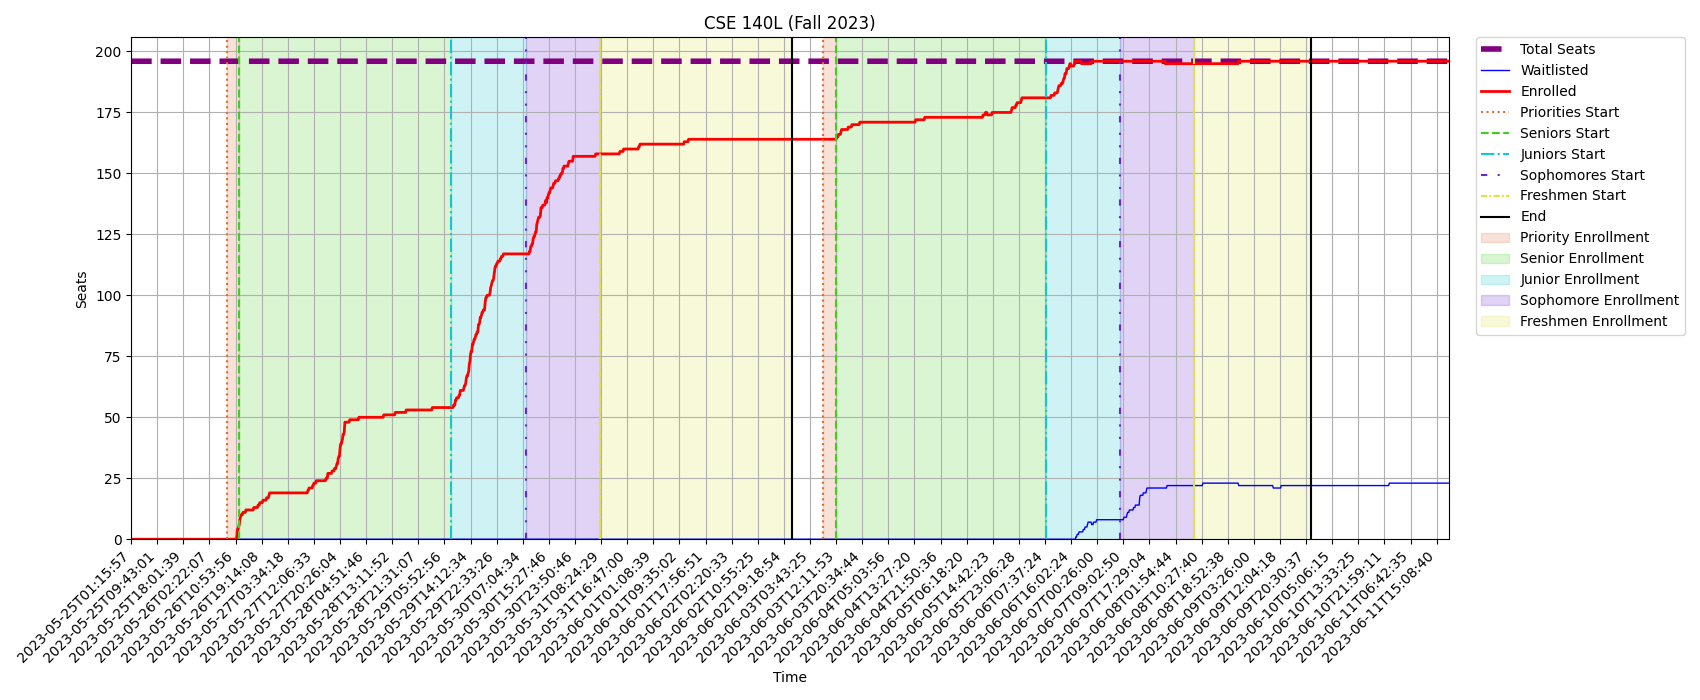 CSE 140L (Fall 2023)
Seats
200
175
150
125
100
75
50
25
0
2023-05-25T01:15:57
2023-05-25T09:43:01
2023-05-25T18:01:39
2023-05-26T02:22:07
2023-05-26T10:53:56
2023-05-26T19:14:08
2023-05-27T03:34:18
2023-05-27T12:06:33
2023-05-27T20:26:04
2023-05-28T04:51:46
2023-05-28T13:11:52
2023-05-28T21:31:07
2023-05-29T05:52:56
2023-05-29T14:12:34
2023-05-29T22:33:26
2023-05-30T07:04:34
2023-05-30T15:27:46
2023-05-30T23:50:46
2023-05-31T08:24:29
2023-05-31T16:47:00
2023-06-01T01:08:39
2023-06-01T09:35:02
2023-06-01T17:56:51
2023-06-02T02:20:33
2023-06-02T10:55:25
2023-06-02T19:18:54
2023-06-03T03:43:25
2023-06-03T12:11:53
2023-06-03T20:34:44
2023-06-04T05:03:56
2023-06-04T13:27:20
2023-06-04T21:50:36
2023-06-05T06:18:20
2023-06-05T14:42:23
2023-06-05T23:06:28
2023-06-06T07:37:24
2023-06-06T16:02:24
2023-06-07T00:26:00
2023-06-07T09:02:50
2023-06-07T17:29:04
2023-06-08T01:54:44
2023-06-08T10:27:40
2023-06-08T18:52:38
2023-06-09T03:26:00
2023-06-09T12:04:18
2023-06-09T20:30:37
2023-06-10T05:06:15
2023-06-10T13:33:25
2023-06-10T21:59:11
2023-06-11T06:42:35
2023-06-11T15:08:40
Time
Total Seats
Waitlisted
Enrolled
Priorities Start
Seniors Start
Juniors Start
Sophomores Start
Freshmen Start
End
Priority Enrollment
Senior Enrollment
Junior Enrollment
Sophomore Enrollment
Freshmen Enrollment